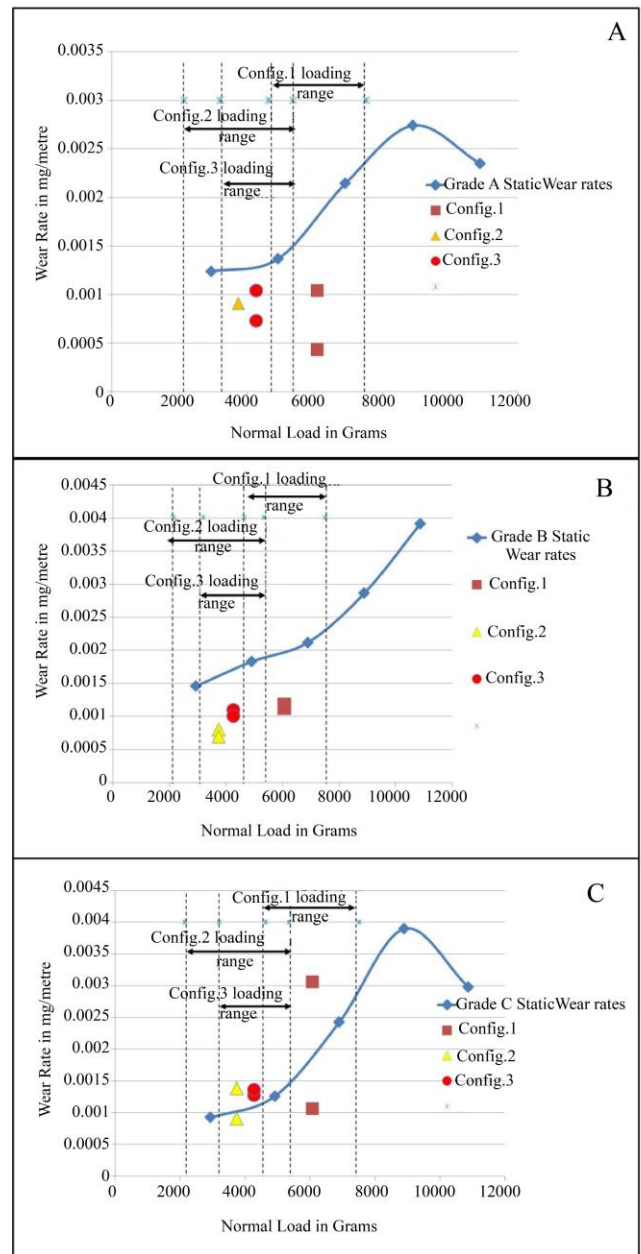 A
0.0035
0.003
0.0025
0.002
0.0015
0.001
0.0005
0
Wear Rate in mg/metre
Config.1 loading
range
Config.2 loading
range
Config.3 loading
range
Grade A StaticWear rates
Config.1
Config.2
Config.3
0 2000 4000 6000 8000 10000 12000
Normal Load in Grams
B
0.0045
0.004
0.0035
0.003
0.0025
0.002
0.0015
0.001
0.0005
0
Wear Rate in mg/metre
Config.1 loading
range
Config.2 loading
range
Config.3 loading
range
Grade B Static
Wear rates
Config.1
Config.2
Config.3
0 2000 4000 6000 8000 10000 12000
Normal Load in Grams
C
0.0045
0.004
0.0035
0.003
0.0025
0.002
0.0015
0.001
0.0005
0
Wear Rate in mg/metre
Config.1 loading
range
Config.2 loading
range
Config.3 loading
range
Grade C StaticWear rates
Config.1
Config.2
Config.3
0 2000 4000 6000 8000 10000 12000
Normal Load in Grams